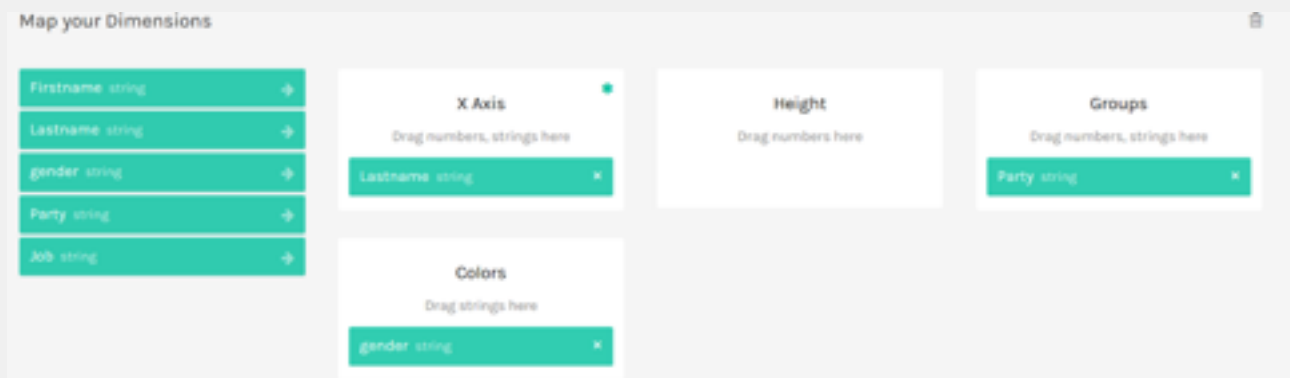 Map your Dimensions
Firstname string
Lastname string
gender string
Party string
Job string
X Axis
Drag numbers, strings here
Lastname string
Height
Drag numbers here
Groups
Drag numbers, strings here
Party string
Colors
Drag strings here
gender string